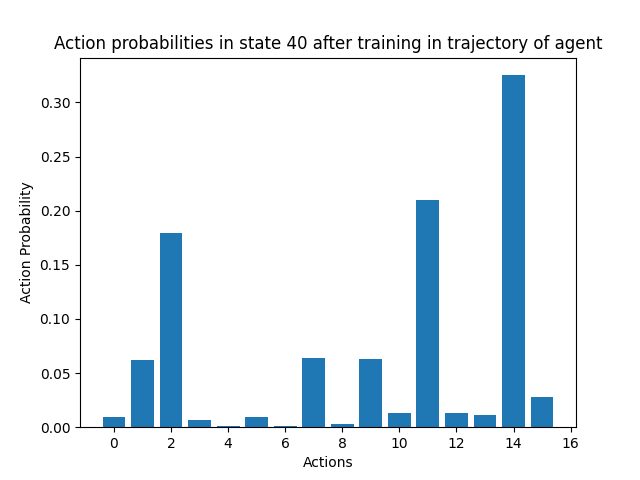 Action probabilities in state 40 after training in trajectory of agent
0.30
0.25
0.20
0.15
0.10
0.05
0.00
Action Probability
0 2 4 6 8 10 12 14 16
Actions